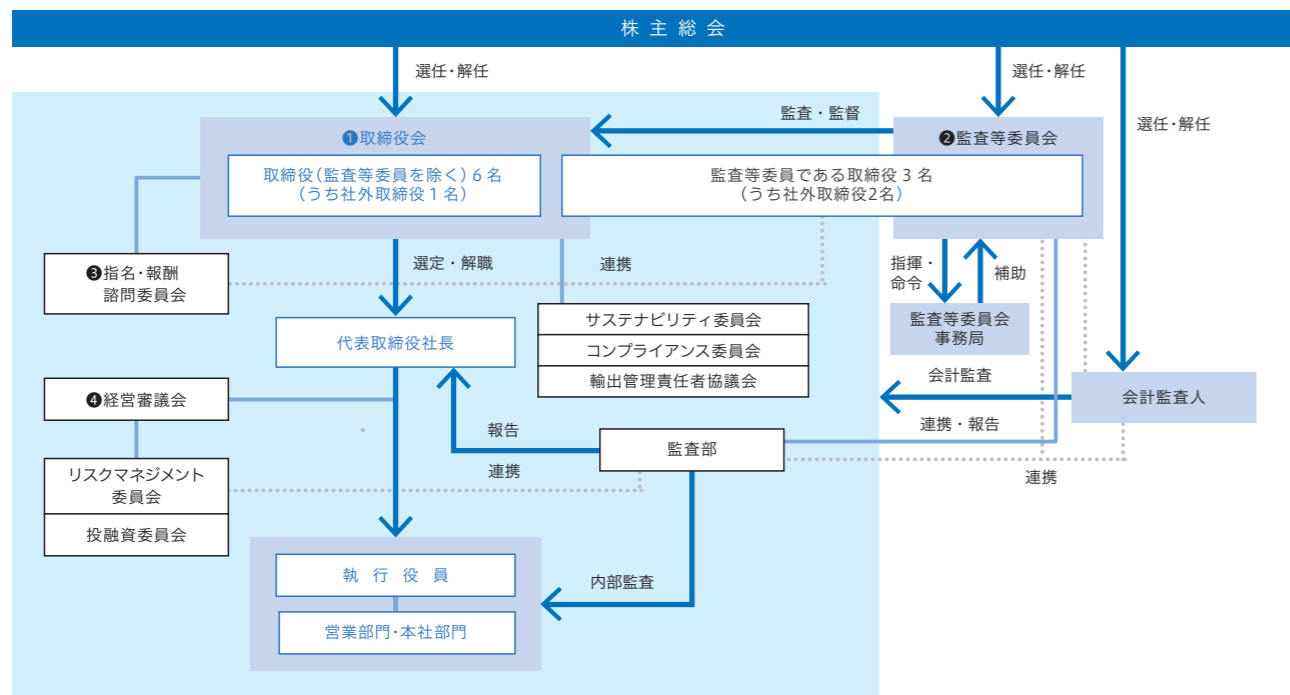 株主総会
選任・解任
選任・解任
選任・解任
監査・監督
❶取締役会
❷監査等委員会
取締役(監査等委員を除く)6名
(うち社外取締役1名)
監査等委員である取締役3名
(うち社外取締役2名)
❸指名・報酬
諮問委員会
選定・解職
連携
指揮・
命令
補助
サステナビリティ委員会
コンプライアンス委員会
輸出管理責任者協議会
監査等委員会
事務局
代表取締役社長
会計監査
会計監査人
❹経営審議会
連携・報告
報告
監査部
連携
連携
リスクマネジメント
委員会
投融資委員会
執行役員
内部監査
営業部門・本社部門